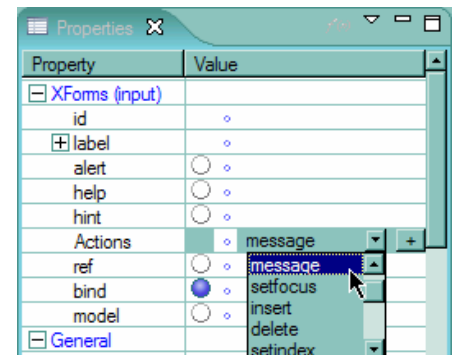 Properties
Property Value
XForms (input)
id
label
alert
help
hint
Actions message +
ref message
bind setfocus
insert
model delete
General setindex